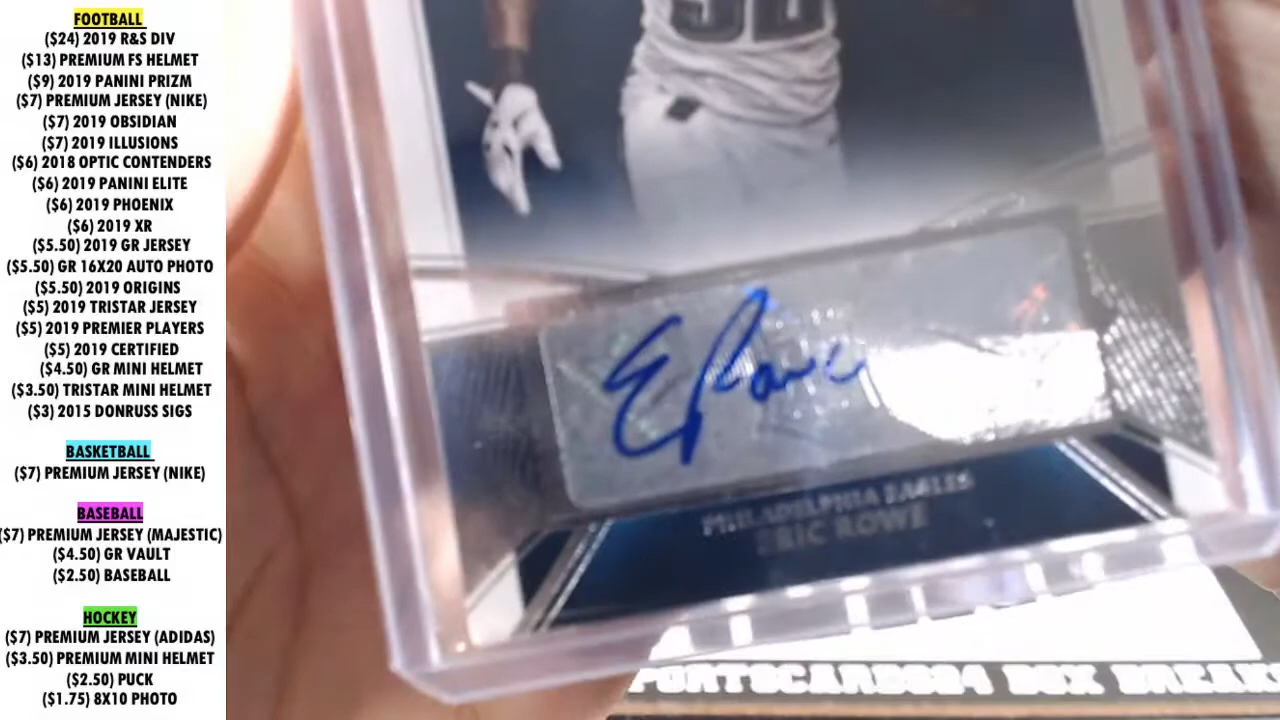 FOOTBALL
($24) 2019 R&S DIV
($13) PREMIUM FS HELMET
($9) 2019 PANINI PRIZM
($7) PREMIUM JERSEY (NIKE)
($7) 2019 OBSIDIAN
($7) 2019 ILLUSIONS
($6) 2018 OPTIC CONTENDERS
($6) 2019 PANINI ELITE
($6) 2019 PHOENIX
($6) 2019 XR
($5.50) 2019 GR JERSEY
($5.50) GR 16X20 AUTO PHOTO
($5.50) 2019 ORIGINS
($5) 2019 TRISTAR JERSEY
($5) 2019 PREMIER PLAYERS
($5) 2019 CERTIFIED
($4.50) GR MINI HELMET
($3.50) TRISTAR MINI HELMET
($3) 2015 DONRUSS SIGS
BASKETBALL
($7) PREMIUM JERSEY (NIKE)
BASEBALL
($7) PREMIUM JERSEY (MAJESTIC)
($4.50) GR VAULT
($2.50) BASEBALL
HOCKEY
($7) PREMIUM JERSEY (ADIDAS)
($3.50) PREMIUM MINI HELMET
($2.50) PUCK
($1.75) 8X10 PHOTO
E Rowe
PHILADELPHIA EAGLES
ERIC ROWE
BOX BREAK